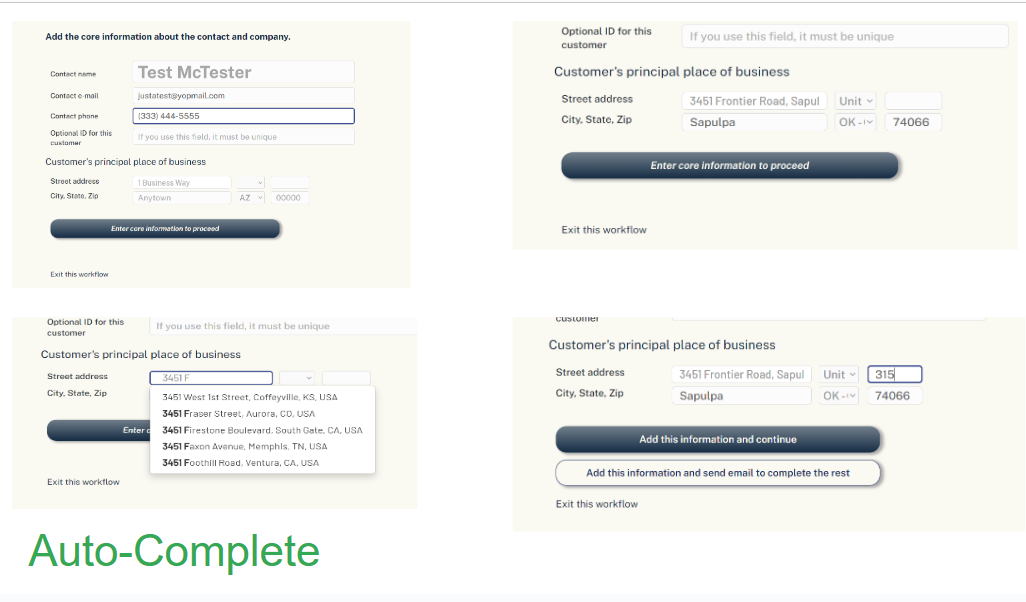 Add the core information about the contact and company.
Contact name Test McTester
Contact e-mail justatest@yopmail.com
Contact phone (333) 444-5555
Optional ID for this customer If you use this field, it must be unique
Customer's principal place of business
Street address 1 Business Way
City, State, Zip Anytown AZ 00000
Enter core information to proceed
Exit this workflow
Optional ID for this customer If you use this field, it must be unique
Customer's principal place of business
Street address 3451 Frontier Road, Sapul Unit
City, State, Zip Sapulpa OK - 74066
Enter core information to proceed
Exit this workflow
Optional ID for this customer If you use this field, it must be unique
Customer's principal place of business
Street address 3451 F
City, State, Zip
3451 West 1st Street, Coffeyville, KS, USA
3451 Fraser Street, Aurora, CO, USA
3451 Firestone Boulevard, South Gate, CA, USA
3451 Faxon Avenue, Memphis, TN, USA
3451 Foothill Road, Ventura, CA, USA
Enter
Exit this workflow
customer
Customer's principal place of business
Street address 3451 Frontier Road, Sapul Unit 315
City, State, Zip Sapulpa OK - 74066
Add this information and continue
Add this information and send email to complete the rest
Exit this workflow
Auto-Complete